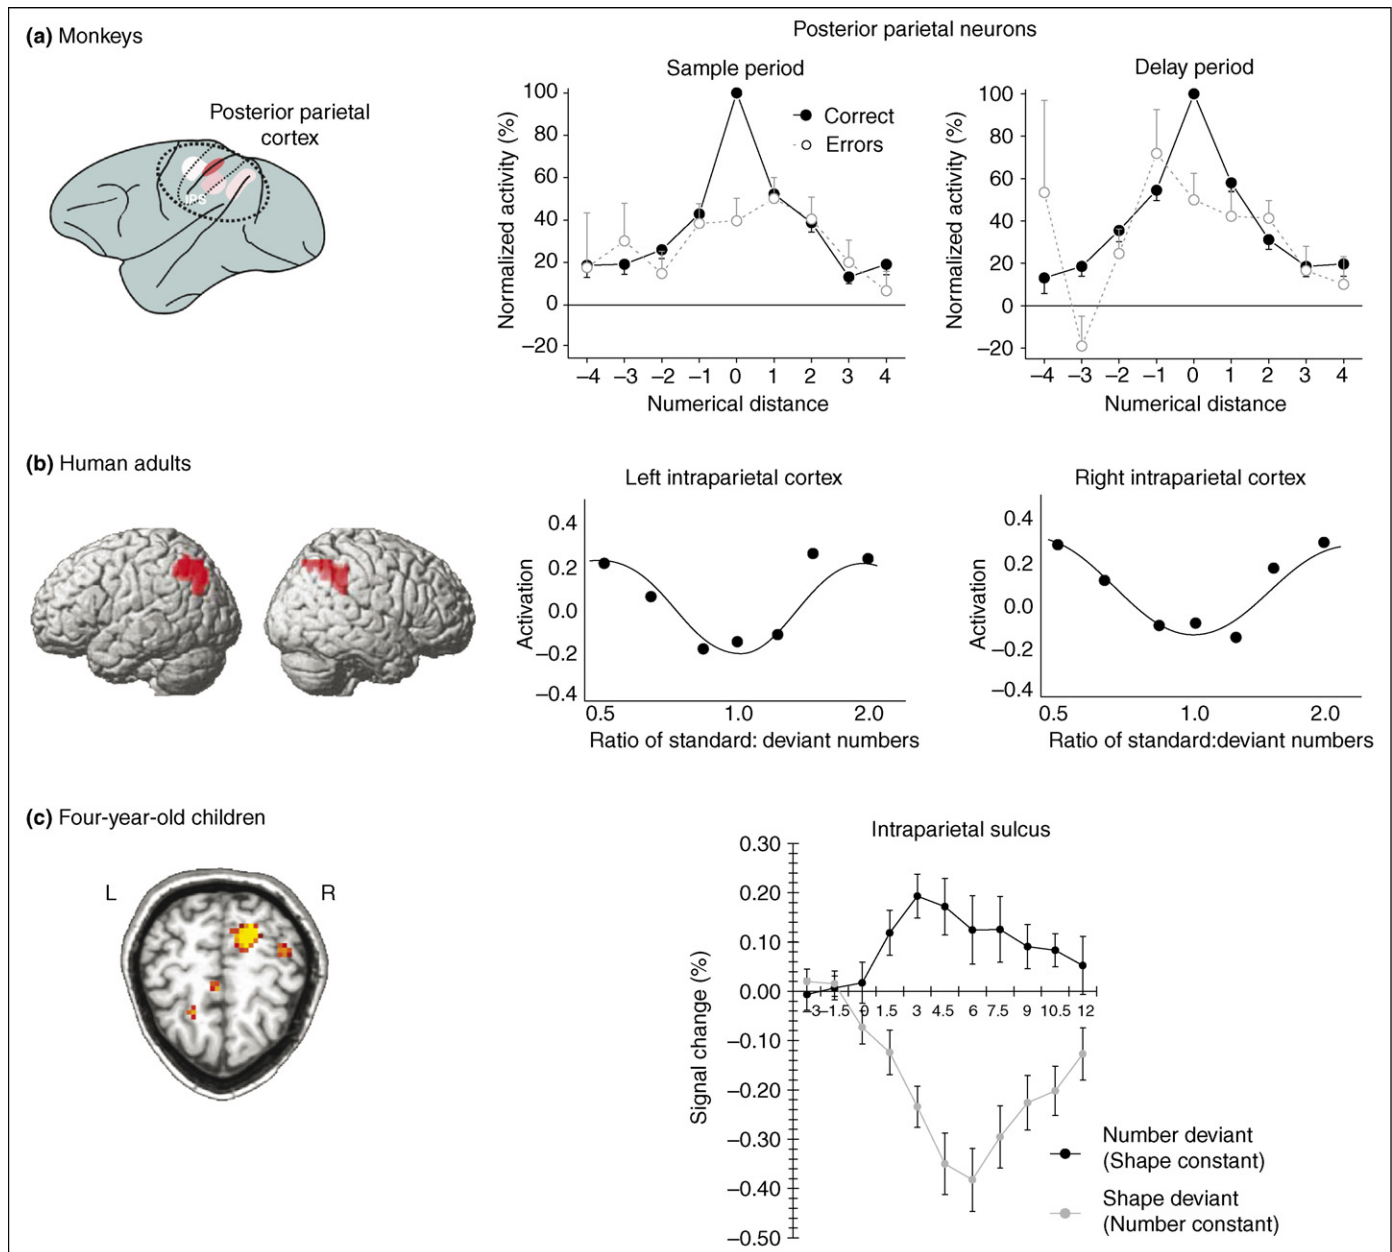 (a) Monkeys
Posterior parietal
cortex
IPS
Posterior parietal neurons
Sample period
Normalized activity (%)
100
80
60
40
20
0
–20
Correct
Errors
–4 –3 –2 –1 0 1 2 3 4
Numerical distance
Delay period
Normalized activity (%)
100
80
60
40
20
0
–20
–4 –3 –2 –1 0 1 2 3 4
Numerical distance
(b) Human adults
Left intraparietal cortex
Activation
0.4
0.2
0.0
–0.2
–0.4
0.5 1.0 2.0
Ratio of standard: deviant numbers
Right intraparietal cortex
Activation
0.4
0.2
0.0
–0.2
–0.4
0.5 1.0 2.0
Ratio of standard:deviant numbers
(c) Four-year-old children
L R
Intraparietal sulcus
Signal change (%)
0.30
0.20
0.10
0.00
–0.10
–0.20
–0.30
–0.40
–0.50
–3 –1.5 0 1.5 3 4.5 6 7.5 9 10.5 12
Number deviant
(Shape constant)
Shape deviant
(Number constant)